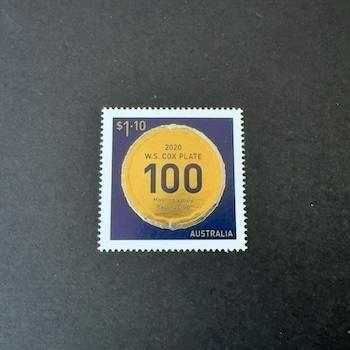 $1·10
2020
W.S. COX PLATE
100
Moonee Valley
Racing Club
AUSTRALIA